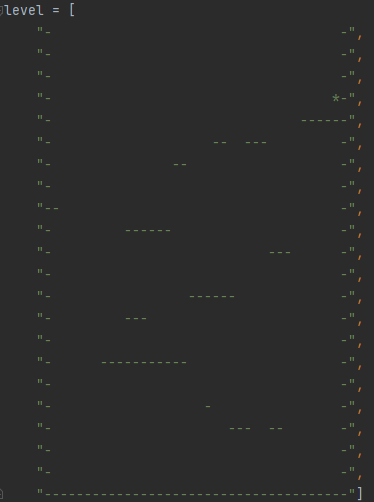 level = [
    "-                                    -",
    "-                                    -",
    "-                                    -",
    "-                                   *-",
    "-                               ------",
    "-                    --  ---         -",
    "-               --                   -",
    "-                                    -",
    "--                                   -",
    "-         ------                     -",
    "-                           ---      -",
    "-                                    -",
    "-                 ------             -",
    "-         ---                        -",
    "-                                    -",
    "-      -----------                   -",
    "-                                    -",
    "-                   -                -",
    "-                      ---  --       -",
    "-                                    -",
    "-                                    -",
    "--------------------------------------"]